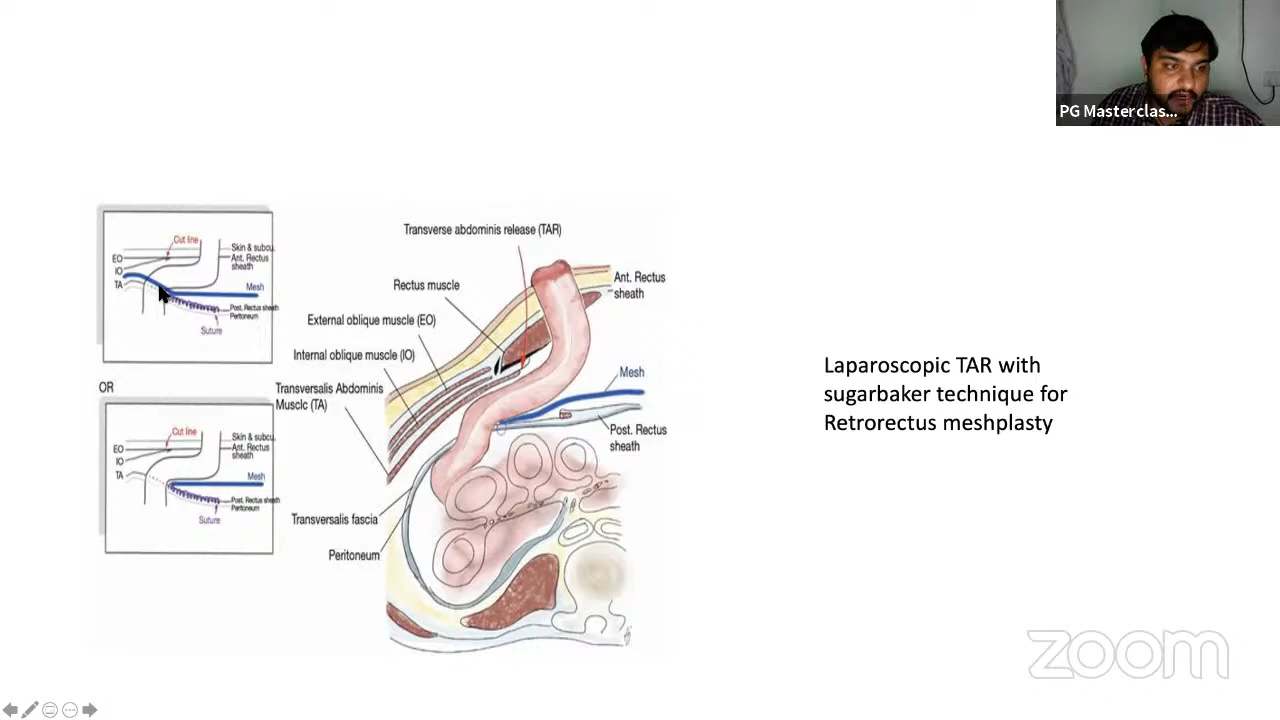 PG Masterclas...
Cut line
EO
IO
TA
Skin & subcu.
Ant. Rectus
sheath
Mesh
Post. Rectus sheath
Peritoneum
Suture
OR
Cut line
EO
IO
TA
Skin & subcu.
Ant. Rectus
sheath
Mesh
Post. Rectus sheath
Peritoneum
Suture
Transverse abdominis release (TAR)
Rectus muscle
External oblique muscle (EO)
Internal oblique muscle (IO)
Transversalis Abdominis
Muscle (TA)
Transversalis fascia
Peritoneum
Ant. Rectus
sheath
Mesh
Post. Rectus
sheath
Laparoscopic TAR with
sugarbaker technique for
Retrorectus meshplasty
zoom